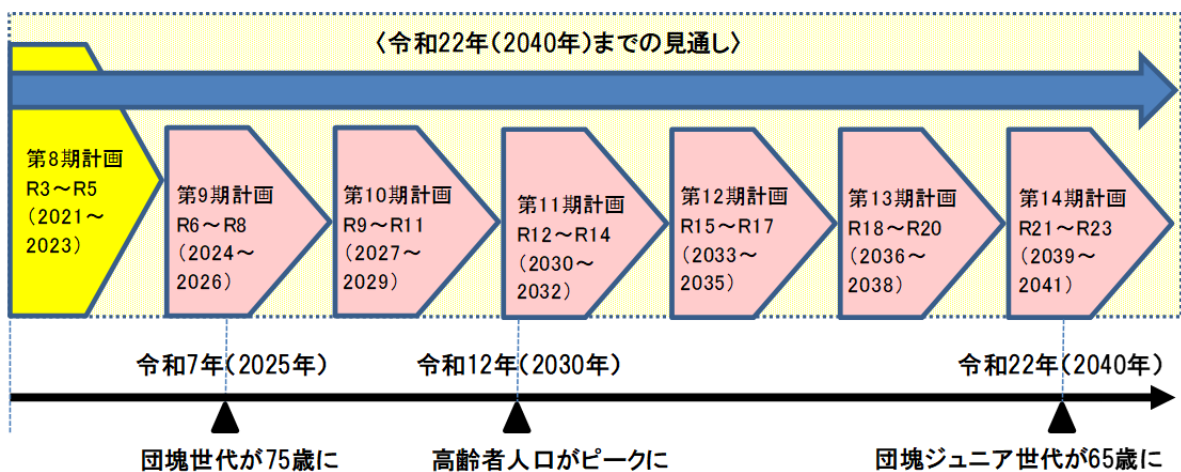 〈令和22年(2040年)までの見通し〉
第8期計画
R3～R5
(2021～
2023)
第9期計画
R6～R8
(2024～
2026)
第10期計画
R9～R11
(2027～
2029)
第11期計画
R12～R14
(2030～
2032)
第12期計画
R15～R17
(2033～
2035)
第13期計画
R18～R20
(2036～
2038)
第14期計画
R21～R23
(2039～
2041)
令和7年(2025年)
令和12年(2030年)
令和22年(2040年)
団塊世代が75歳に
高齢者人口がピークに
団塊ジュニア世代が65歳に